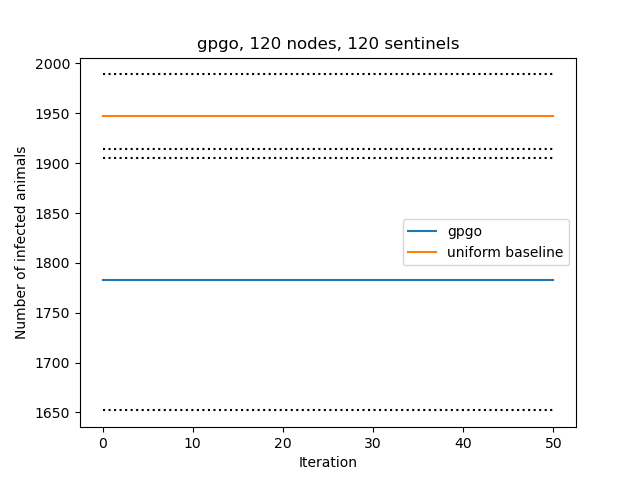 gpgo, 120 nodes, 120 sentinels
2000
1950
1900
1850
1800
1750
1700
1650
Number of infected animals
gpgo
uniform baseline
0 10 20 30 40 50
Iteration